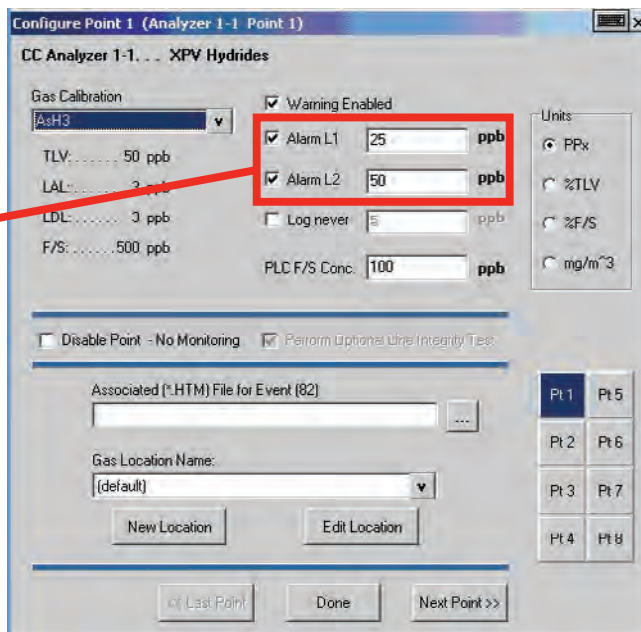 Configure Point 1 (Analyzer 1-1 Point 1)
CC Analyzer 1-1. . . XPV Hydrides
Gas Calibration
AsH3
TLV:. . . . . . 50 ppb
LAL:. . . . . . 3 ppb
LDL:. . . . . . 3 ppb
F/S:. . . . . .500 ppb
Warning Enabled
Alarm L1 25 ppb
Alarm L2 50 ppb
Log never 5 ppb
PLC F/S Conc. 100 ppb
Units
PPx
%TLV
%F/S
mg/m^3
Disable Point - No Monitoring
Perform Optional Line Integrity Test
Associated (*.HTM) File for Event (82)
...
Gas Location Name:
(default)
New Location Edit Location
Pt 1 Pt 5
Pt 2 Pt 6
Pt 3 Pt 7
Pt 4 Pt 8
<< Last Point Done Next Point >>